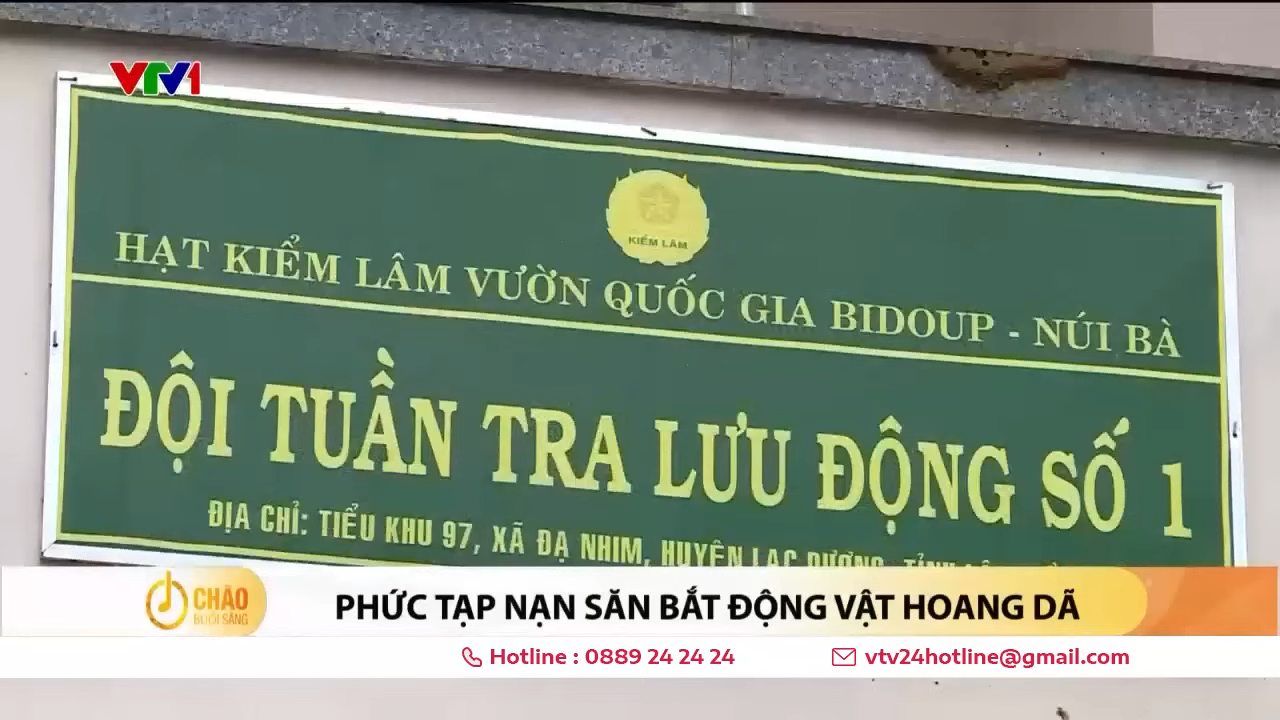 VTV1
KIỂM LÂM
HẠT KIỂM LÂM VƯỜN QUỐC GIA BIDOUP - NÚI BÀ
ĐỘI TUẦN TRA LƯU ĐỘNG SỐ 1
ĐỊA CHỈ: TIỂU KHU 97, XÃ ĐẠ NHIM, HUYỆN LẠC DƯƠNG, TỈNH
CHÀO
BUỔI SÁNG
PHỨC TẠP NẠN SĂN BẮT ĐỘNG VẬT HOANG DÃ
Hotline : 0889 24 24 24
vtv24hotline@gmail.com